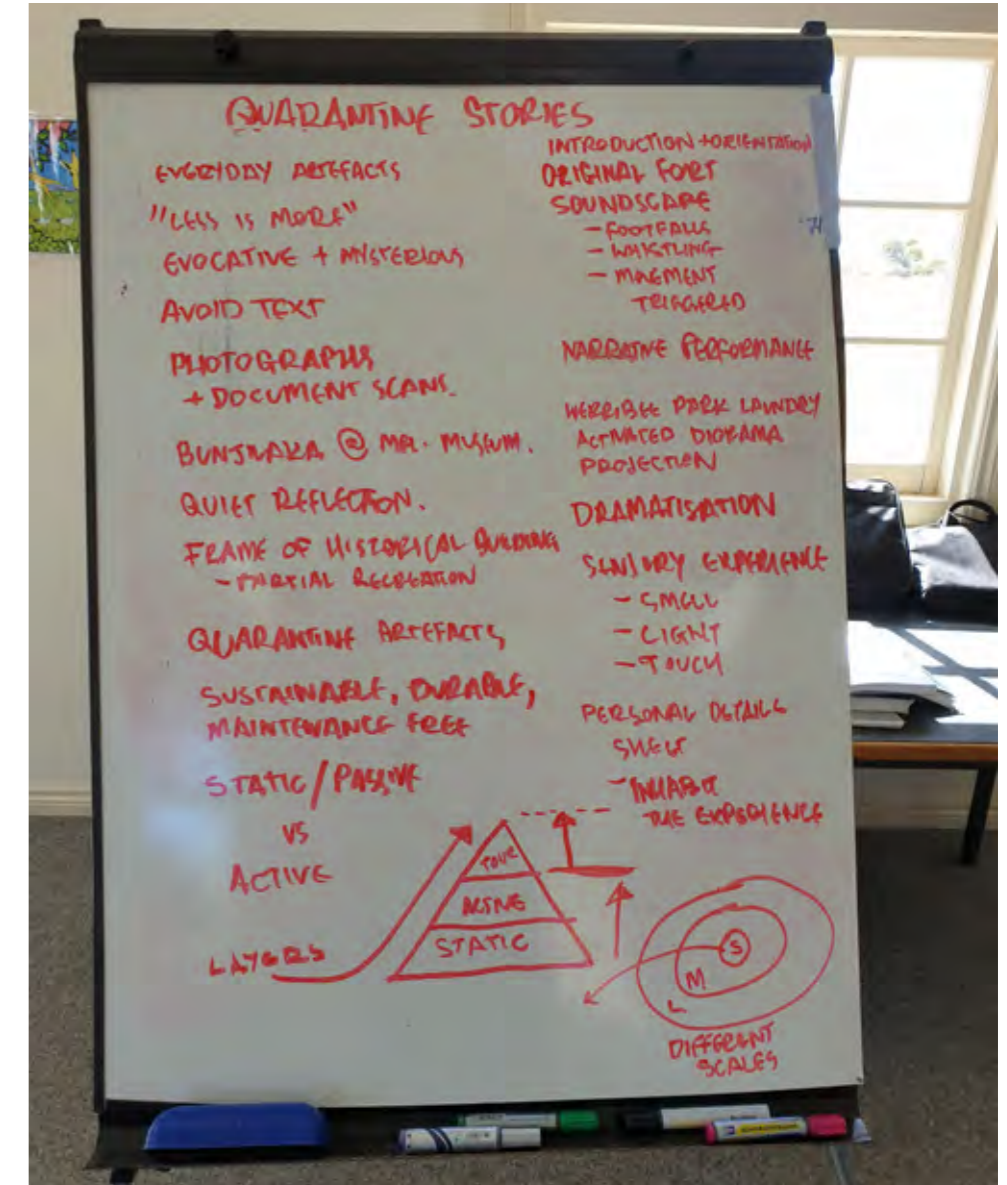 QUARANTINE STORIES
EVERYDAY ARTEFACTS
"LESS IS MORE"
EVOCATIVE + MYSTERIOUS
AVOID TEXT
PHOTOGRAPHS
+ DOCUMENT SCANS.
BUNJILAKA @ MEL. MUSEUM.
QUIET REFLECTION.
FRAME OF HISTORICAL BUILDING
- PARTIAL RECREATION
QUARANTINE ARTEFACTS
SUSTAINABLE, DURABLE,
MAINTENANCE FREE
STATIC/PASSIVE
VS
ACTIVE
LAYERS
INTRODUCTION + ORIENTATION
ORIGINAL FORT
SOUNDSCAPE
- FOOTFALLS
- WHISTLING
- MOVEMENT
TRIGGERED
NARRATIVE PERFORMANCE
WERRIBEE PARK LAUNDRY
ACTIVATED DIORAMA
PROJECTION
DRAMATISATION
SENSORY EXPERIENCE
- SMELL
- LIGHT
- TOUCH
PERSONAL DETAILS
- INHABIT
THE EXPERIENCE
TOUR
ACTIVE
STATIC
S
M
L
DIFFERENT
SCALES